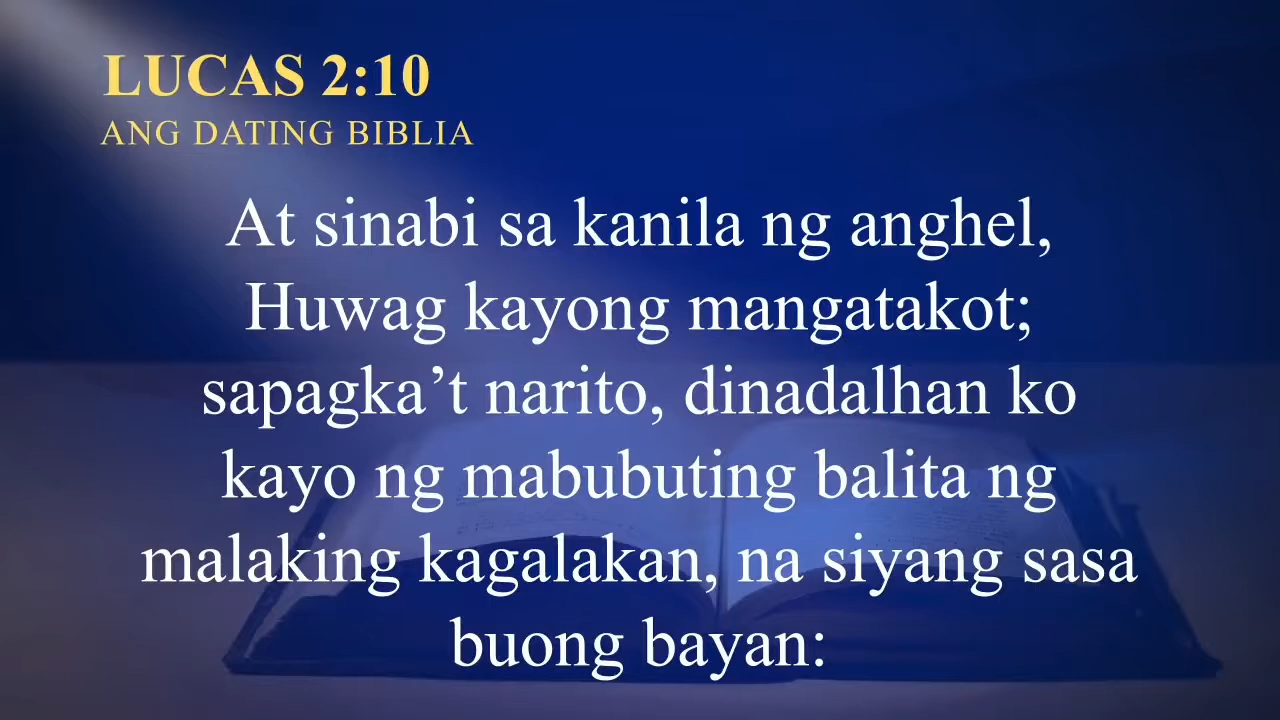 LUCAS 2:10
ANG DATING BIBLIA
At sinabi sa kanila ng anghel,
Huwag kayong mangatakot;
sapagka’t narito, dinadalhan ko
kayo ng mabubuting balita ng
malaking kagalakan, na siyang sasa
buong bayan: